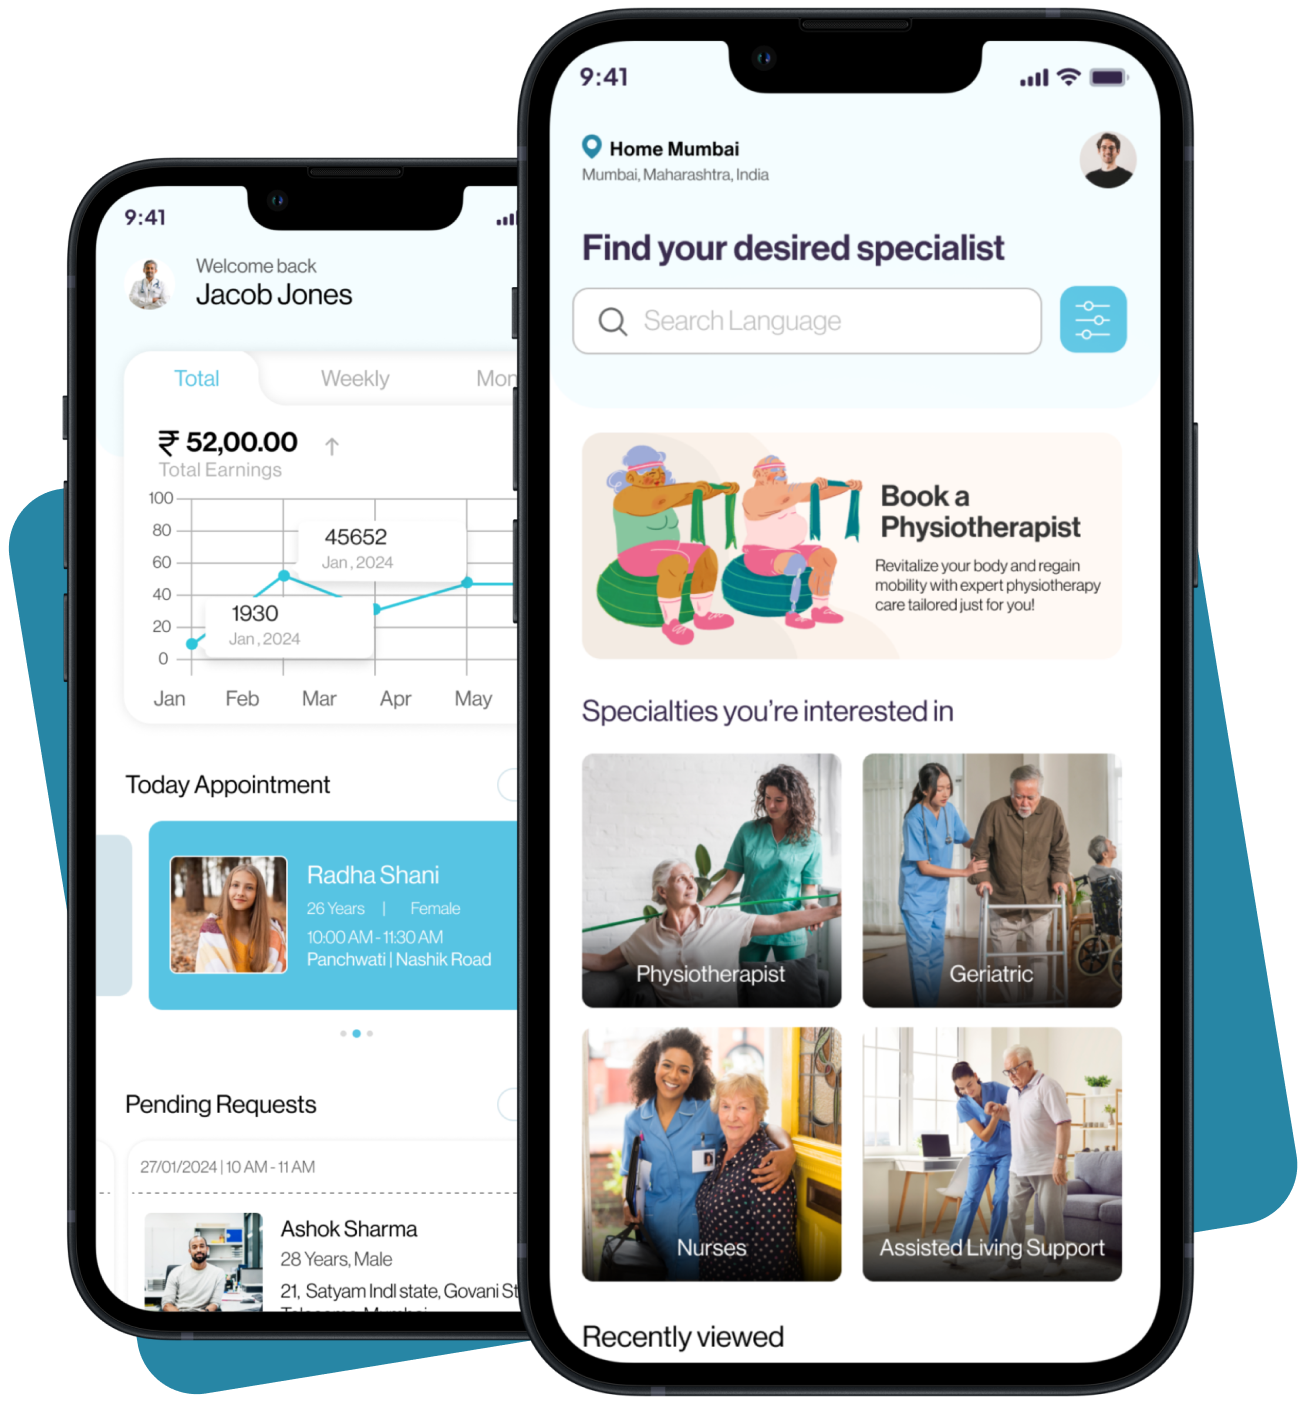 9:41
Welcome back
Jacob Jones
Total Weekly Mon
₹ 52,00.00
Total Earnings
100
80
60
40
20
0
45652
Jan , 2024
1930
Jan , 2024
Jan Feb Mar Apr May
Today Appointment
Radha Shani
26 Years | Female
10:00 AM - 11:30 AM
Panchwati | Nashik Road
Pending Requests
27/01/2024 | 10 AM - 11 AM
Ashok Sharma
28 Years, Male
21, Satyam Indl state, Govani St
9:41
Home Mumbai
Mumbai, Maharashtra, India
Find your desired specialist
Search Language
Book a
Physiotherapist
Revitalize your body and regain
mobility with expert physiotherapy
care tailored just for you!
Specialties you're interested in
Physiotherapist
Geriatric
Nurses
Assisted Living Support
Recently viewed